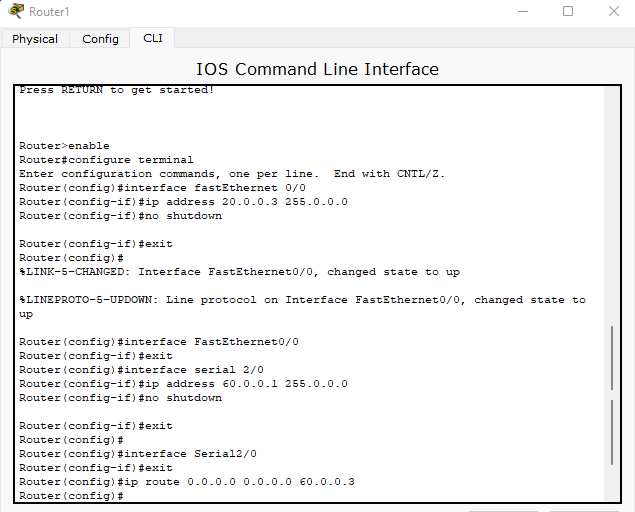 Router1
Physical Config CLI
IOS Command Line Interface
Press RETURN to get started!
Router>enable
Router#configure terminal
Enter configuration commands, one per line.  End with CNTL/Z.
Router(config)#interface fastEthernet 0/0
Router(config-if)#ip address 20.0.0.3 255.0.0.0
Router(config-if)#no shutdown
Router(config-if)#exit
Router(config)#
%LINK-5-CHANGED: Interface FastEthernet0/0, changed state to up
%LINEPROTO-5-UPDOWN: Line protocol on Interface FastEthernet0/0, changed state to
up
Router(config)#interface FastEthernet0/0
Router(config-if)#exit
Router(config)#interface serial 2/0
Router(config-if)#ip address 60.0.0.1 255.0.0.0
Router(config-if)#no shutdown
Router(config-if)#exit
Router(config)#
Router(config)#interface Serial2/0
Router(config-if)#exit
Router(config)#ip route 0.0.0.0 0.0.0.0 60.0.0.3
Router(config)#